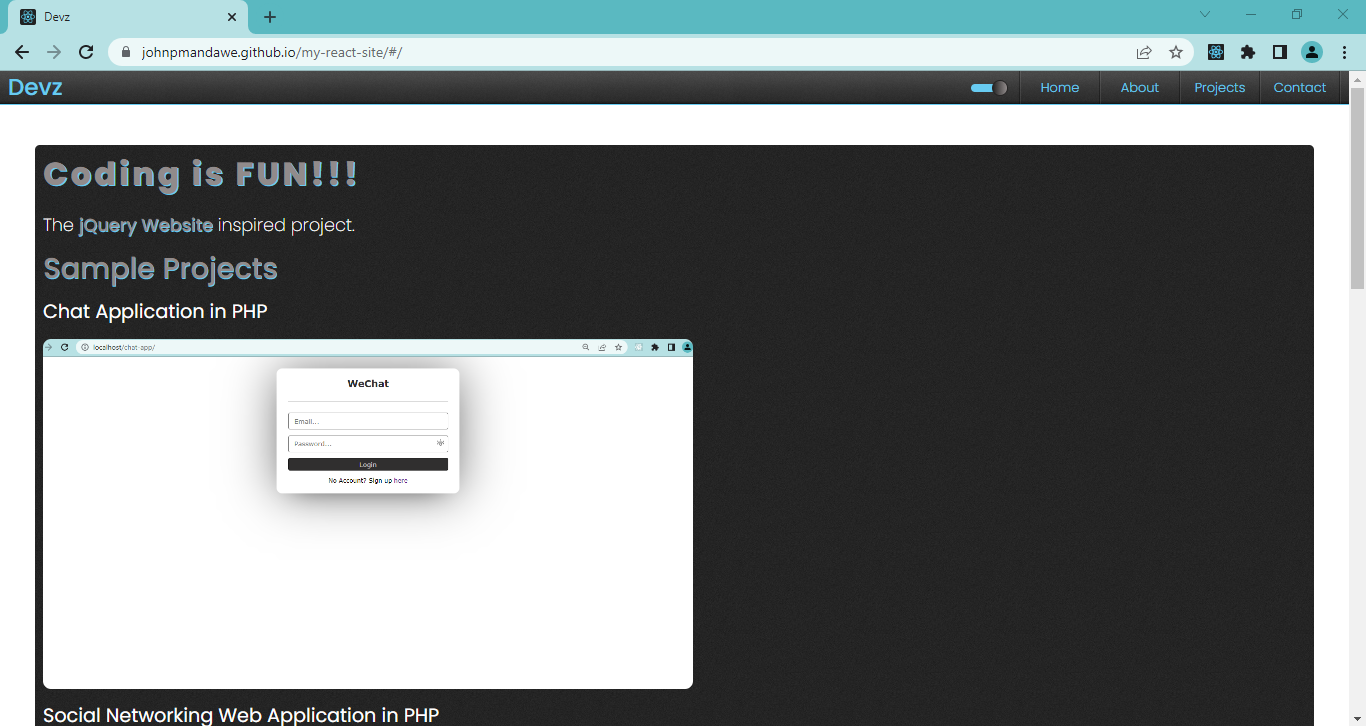 Devz
johnpmandawe.github.io/my-react-site/#/
Devz
Home
About
Projects
Contact
Coding is FUN!!!
The jQuery Website inspired project.
Sample Projects
Chat Application in PHP
localhost/chat-app/
WeChat
Email...
Password...
Login
No Account? Sign up here
Social Networking Web Application in PHP